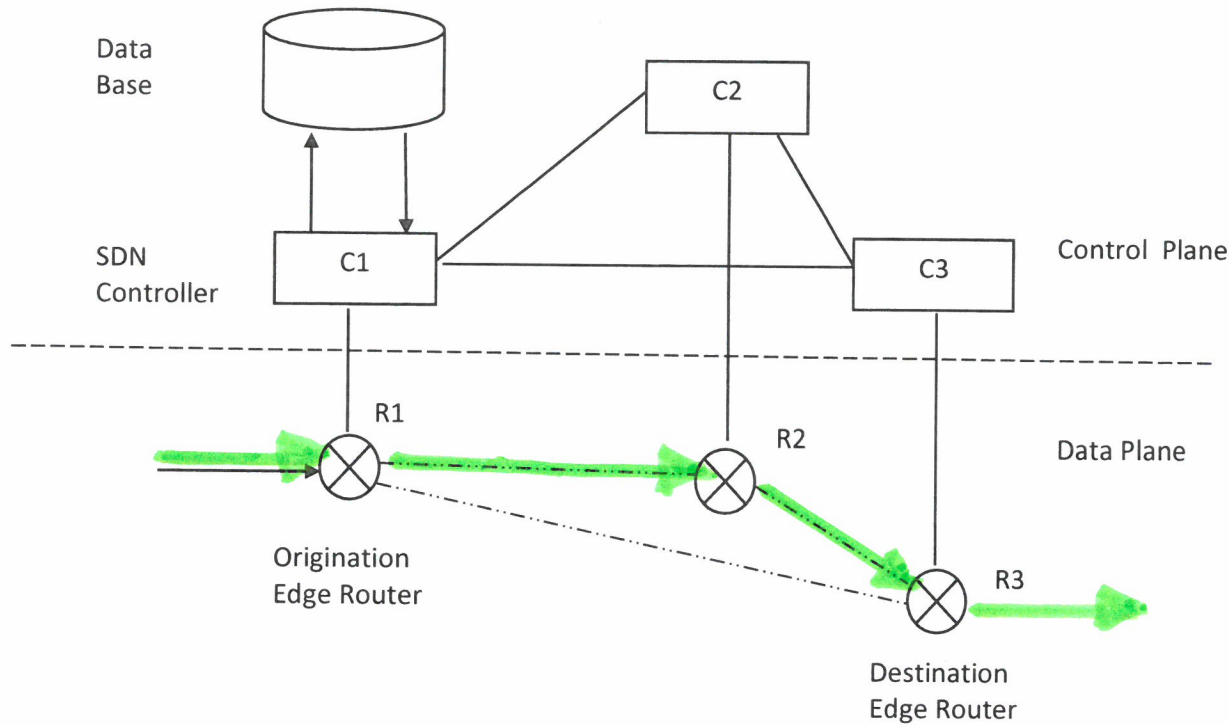 Data
Base
C2
SDN
Controller
C1
C3
Control Plane
R1
R2
Data Plane
Origination
Edge Router
R3
Destination
Edge Router